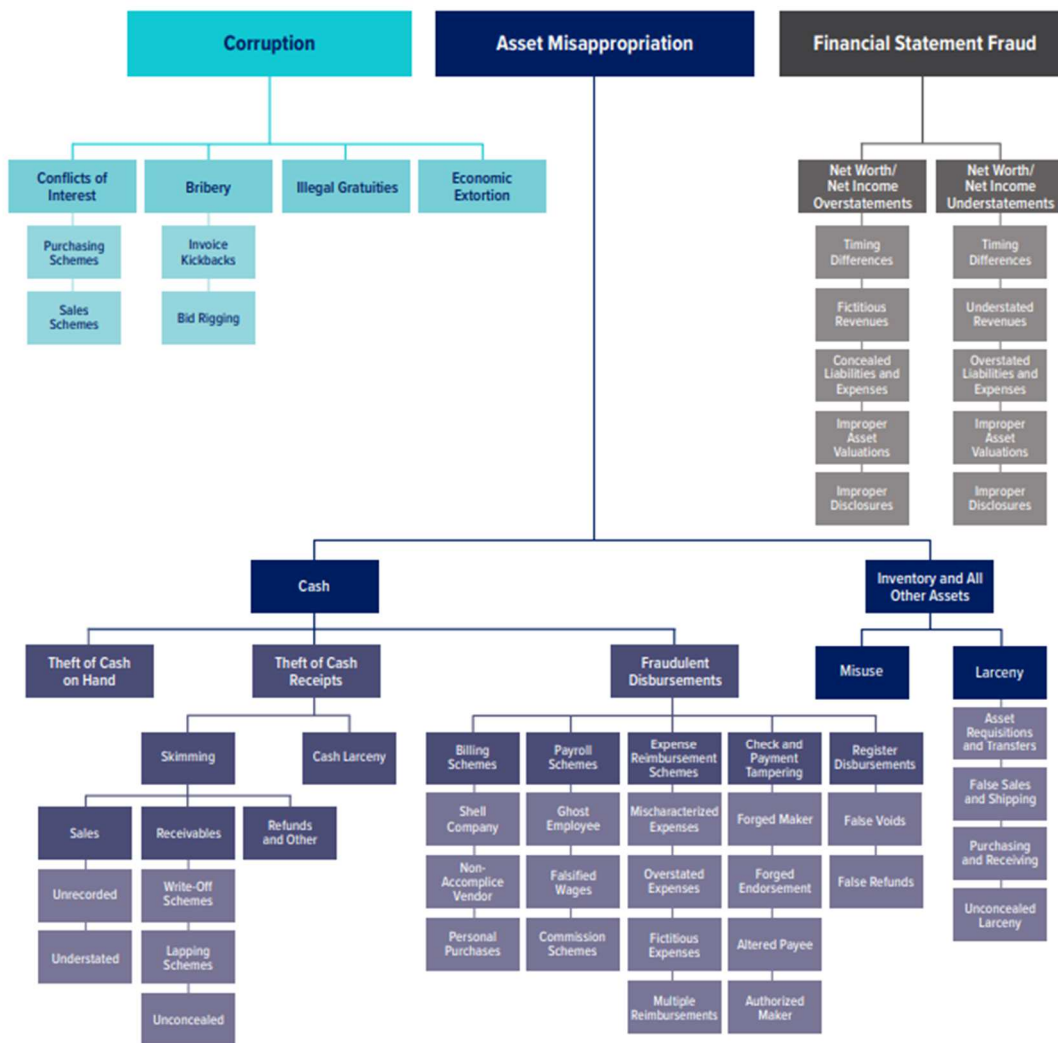 Corruption
Asset Misappropriation
Financial Statement Fraud
Conflicts of
Interest
Bribery
Illegal Gratuities
Economic
Extortion
Net Worth/
Net Income
Overstatements
Net Worth/
Net Income
Understatements
Purchasing
Schemes
Invoice
Kickbacks
Timing
Differences
Timing
Differences
Sales
Schemes
Bid Rigging
Fictitious
Revenues
Understated
Revenues
Concealed
Liabilities and
Expenses
Overstated
Liabilities and
Expenses
Improper
Asset
Valuations
Improper
Asset
Valuations
Improper
Disclosures
Improper
Disclosures
Cash
Inventory and All
Other Assets
Theft of Cash
on Hand
Theft of Cash
Receipts
Fraudulent
Disbursements
Misuse
Larceny
Skimming
Cash Larceny
Billing
Schemes
Payroll
Schemes
Expense
Reimbursement
Schemes
Check and
Payment
Tampering
Register
Disbursements
Asset
Requisitions
and Transfers
Sales
Receivables
Refunds
and Other
Shell
Company
Ghost
Employee
Mischaracterized
Expenses
Forged Maker
False Voids
False Sales
and Shipping
Unrecorded
Write-Off
Schemes
Non-
Accomplice
Vendor
Falsified
Wages
Overstated
Expenses
Forged
Endorsement
False Refunds
Purchasing
and Receiving
Understated
Lapping
Schemes
Personal
Purchases
Commission
Schemes
Fictitious
Expenses
Altered Payee
Unconcealed
Larceny
Unconcealed
Multiple
Reimbursements
Authorized
Maker